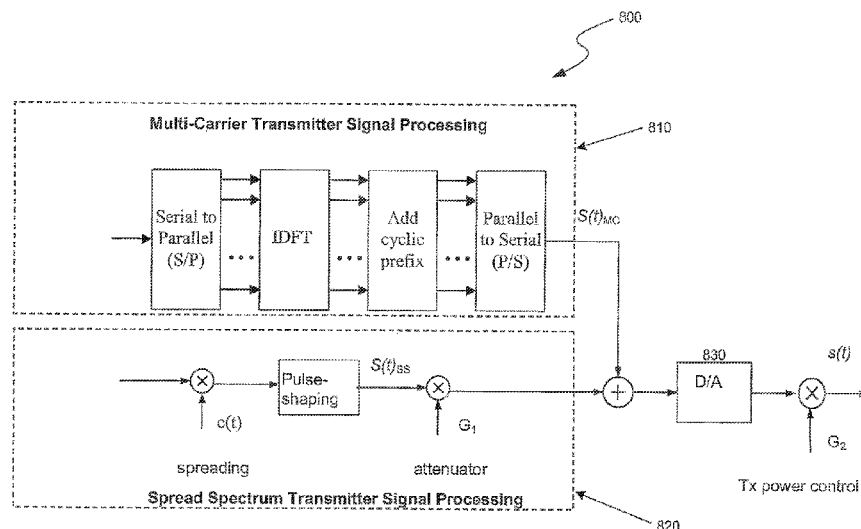 800
Multi-Carrier Transmitter Signal Processing
810
Serial to
Parallel
(S/P)
IDFT
Add
cyclic
prefix
Parallel
to Serial
(P/S)
S(t)MC
...
...
...
Pulse-
shaping
S(t)SS
c(t)
G1
spreading
attenuator
Spread Spectrum Transmitter Signal Processing
820
830
D/A
s(t)
G2
Tx power control